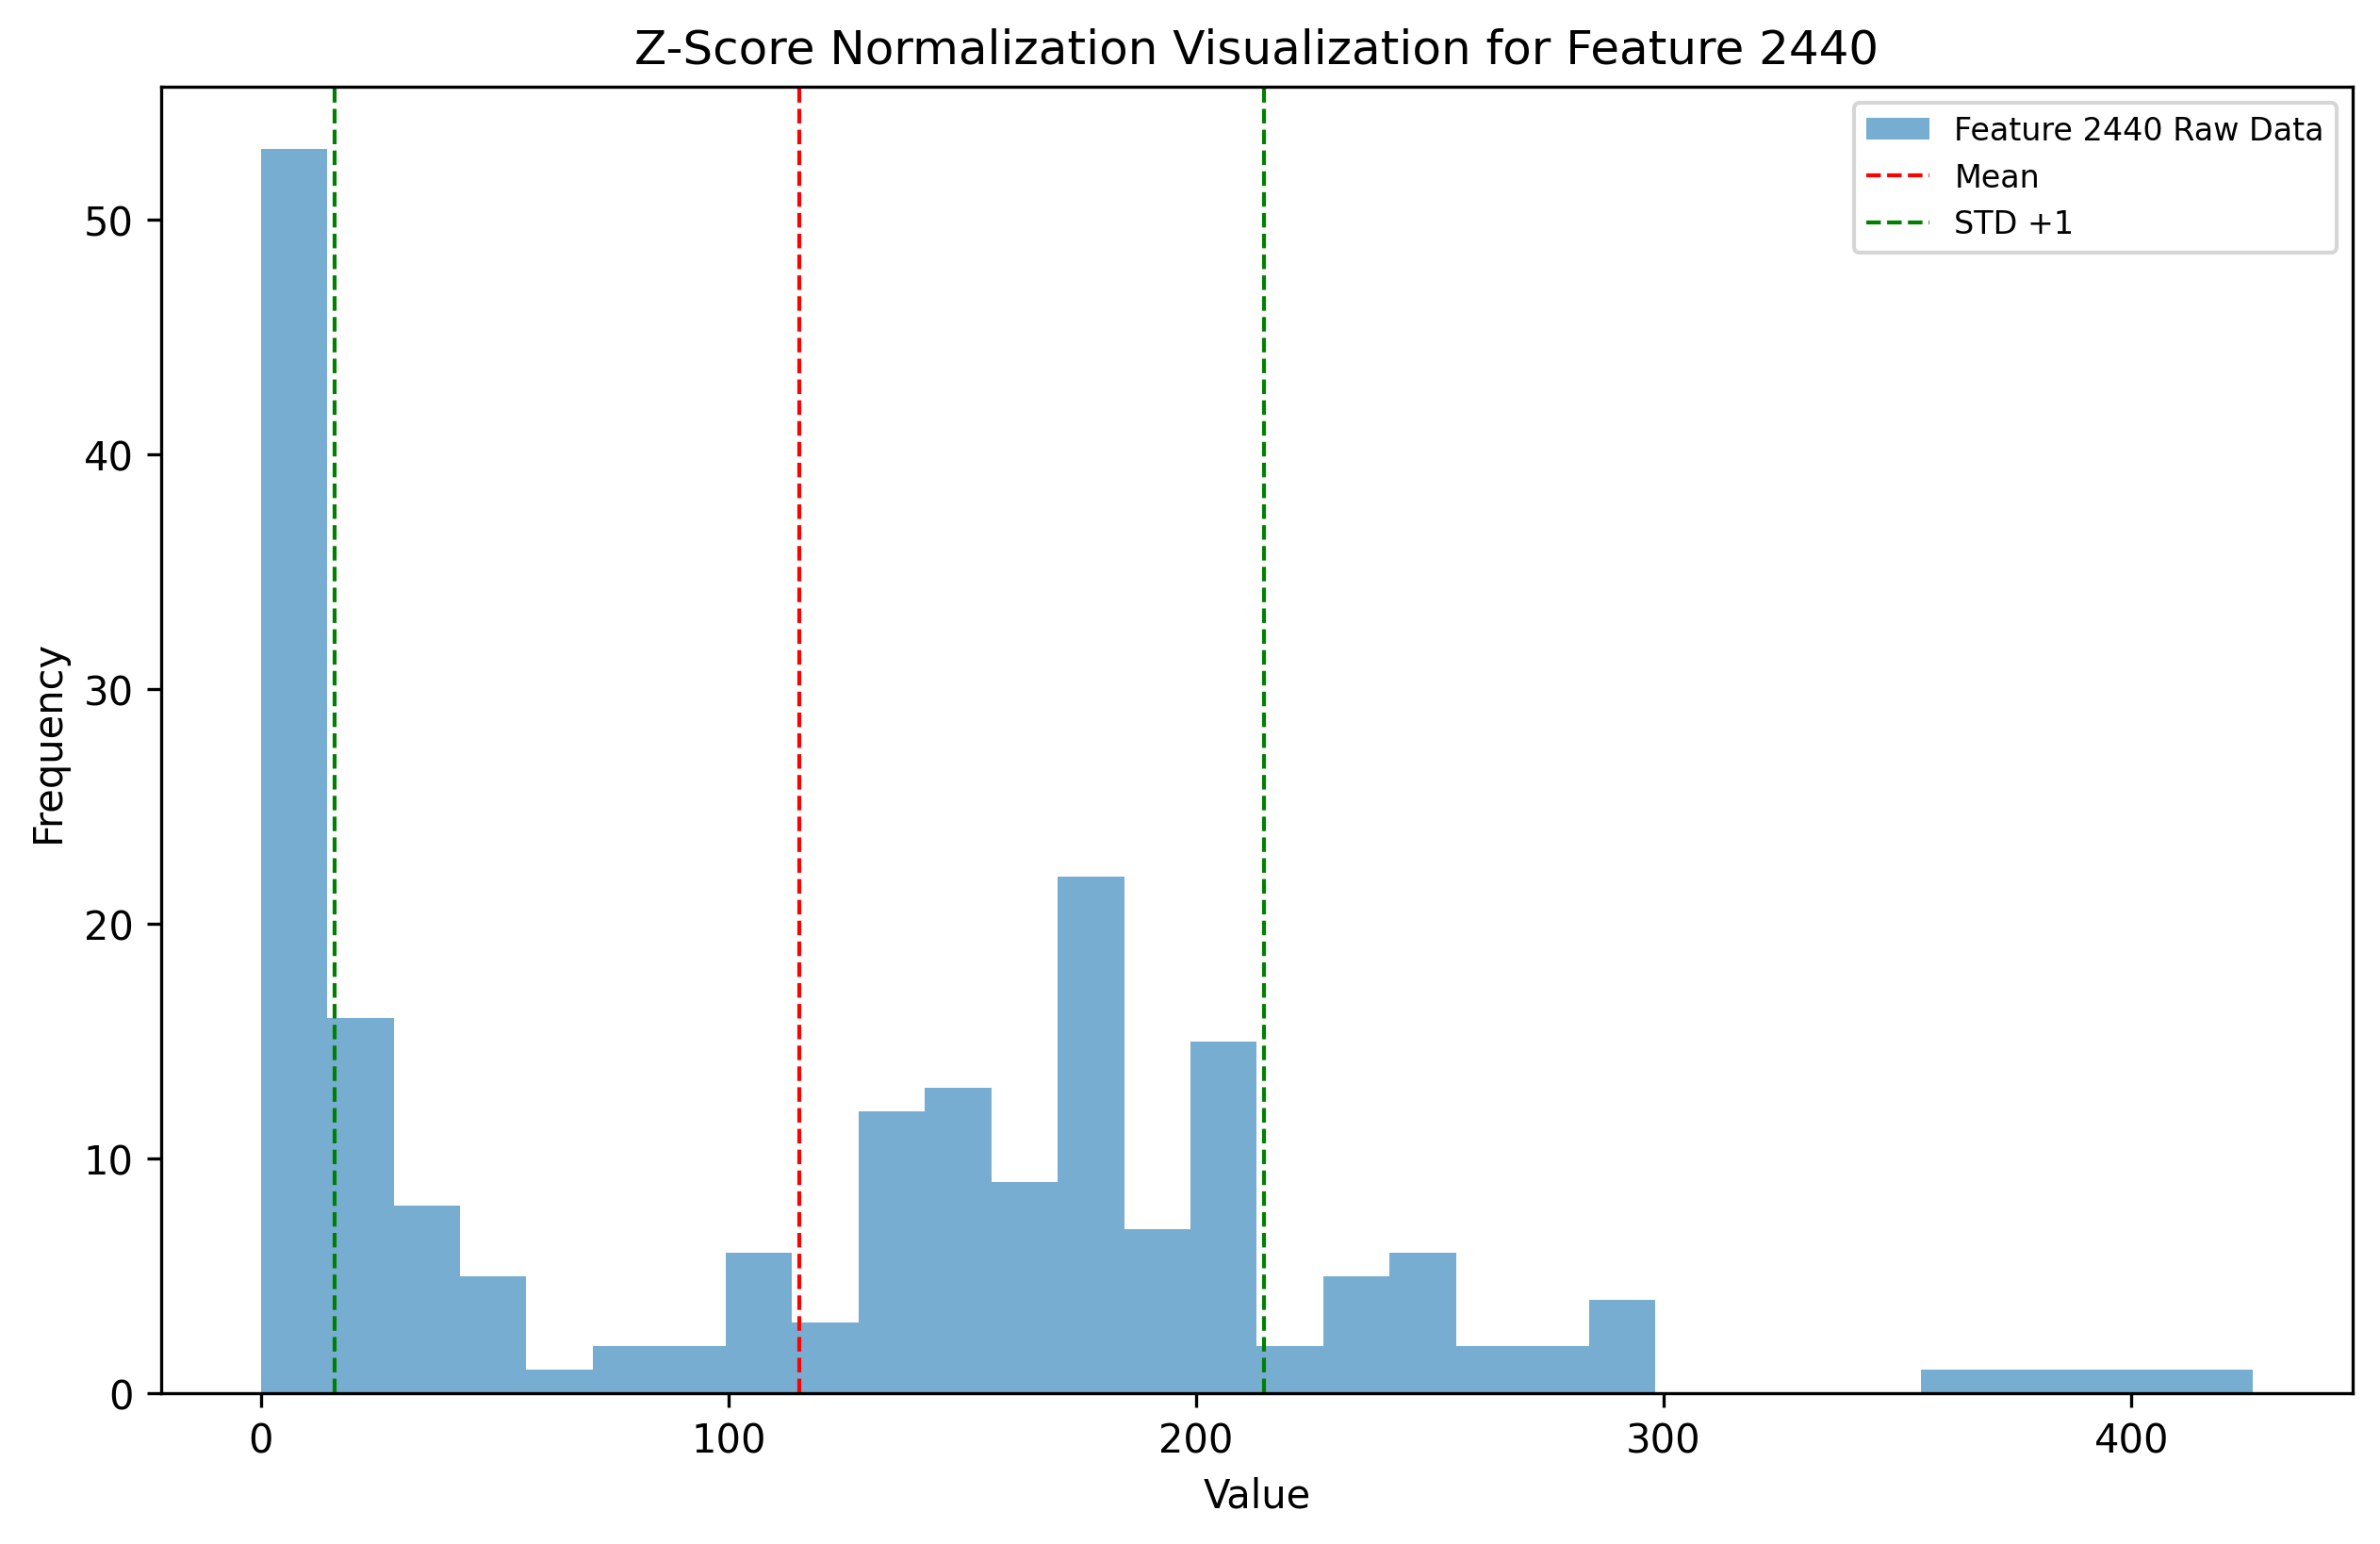 Z-Score Normalization Visualization for Feature 2440
Feature 2440 Raw Data
Mean
STD +1
Frequency
50
40
30
20
10
0
0 100 200 300 400
Value